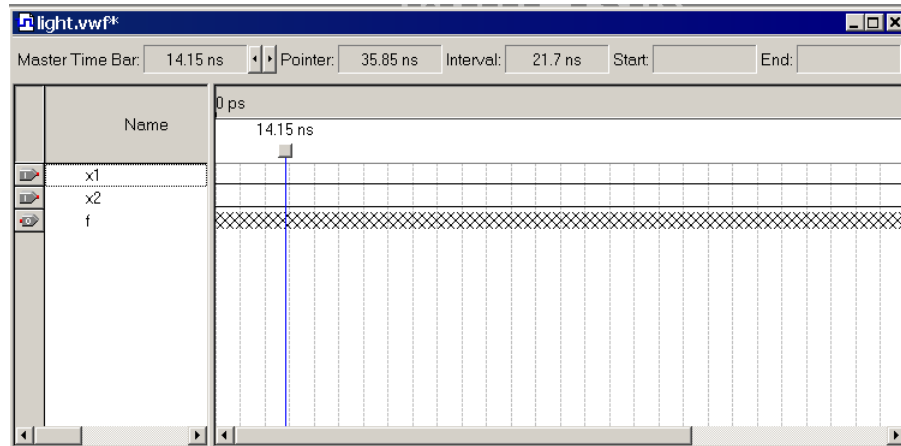 light.vwf*
Master Time Bar: 14.15 ns Pointer: 35.85 ns Interval: 21.7 ns Start: End:
Name
0 ps
14.15 ns
x1
x2
f